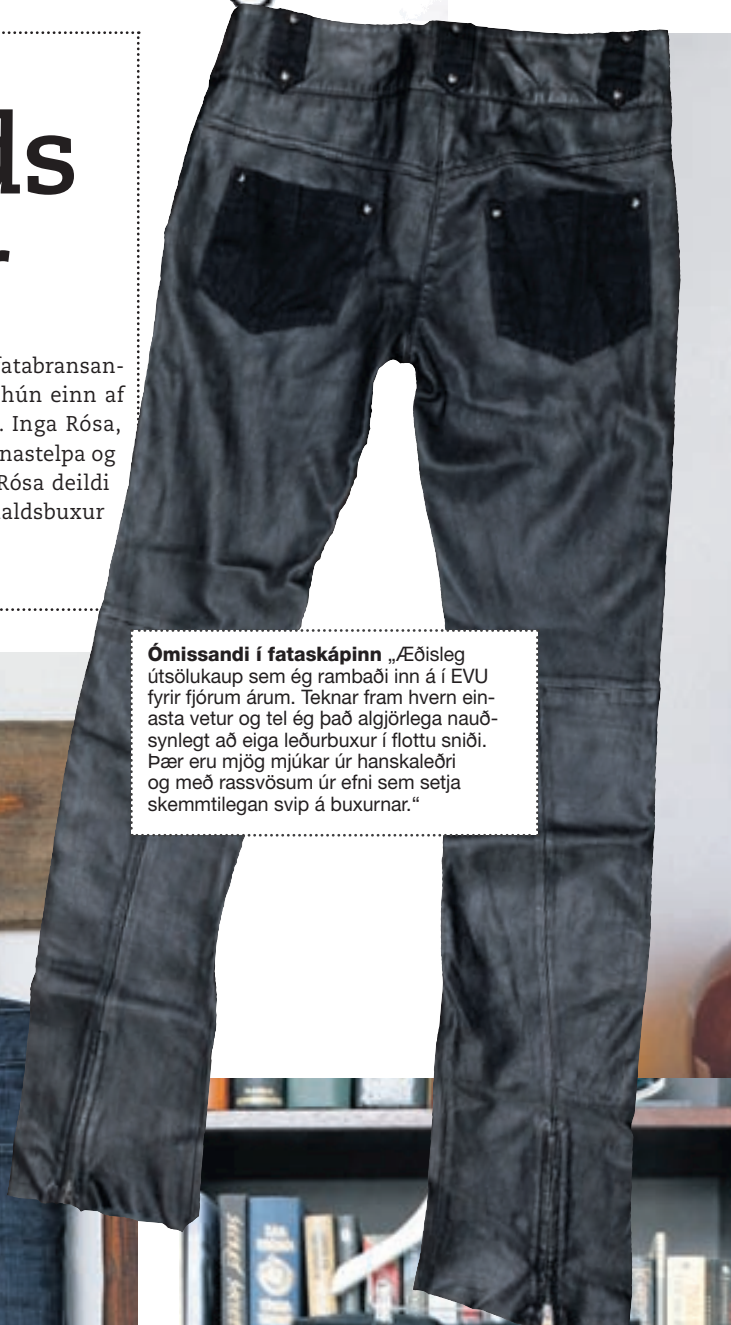 ds
r
fatabransan-
hún einn af
. Inga Rósa,
nastelpa og
Rósa deildi
aldsbuxur
Ómissandi í fataskápinn „Æðisleg
útsölukaup sem ég rambaði inn á í EVU
fyrir fjórum árum. Teknar fram hvern ein-
asta vetur og tel ég það algjörlega nauð-
synlegt að eiga leðurbuxur í flottu sniði.
Þær eru mjög mjúkar úr hanskaleðri
og með rassvösum úr efni sem setja
skemmtilegan svip á buxurnar.“